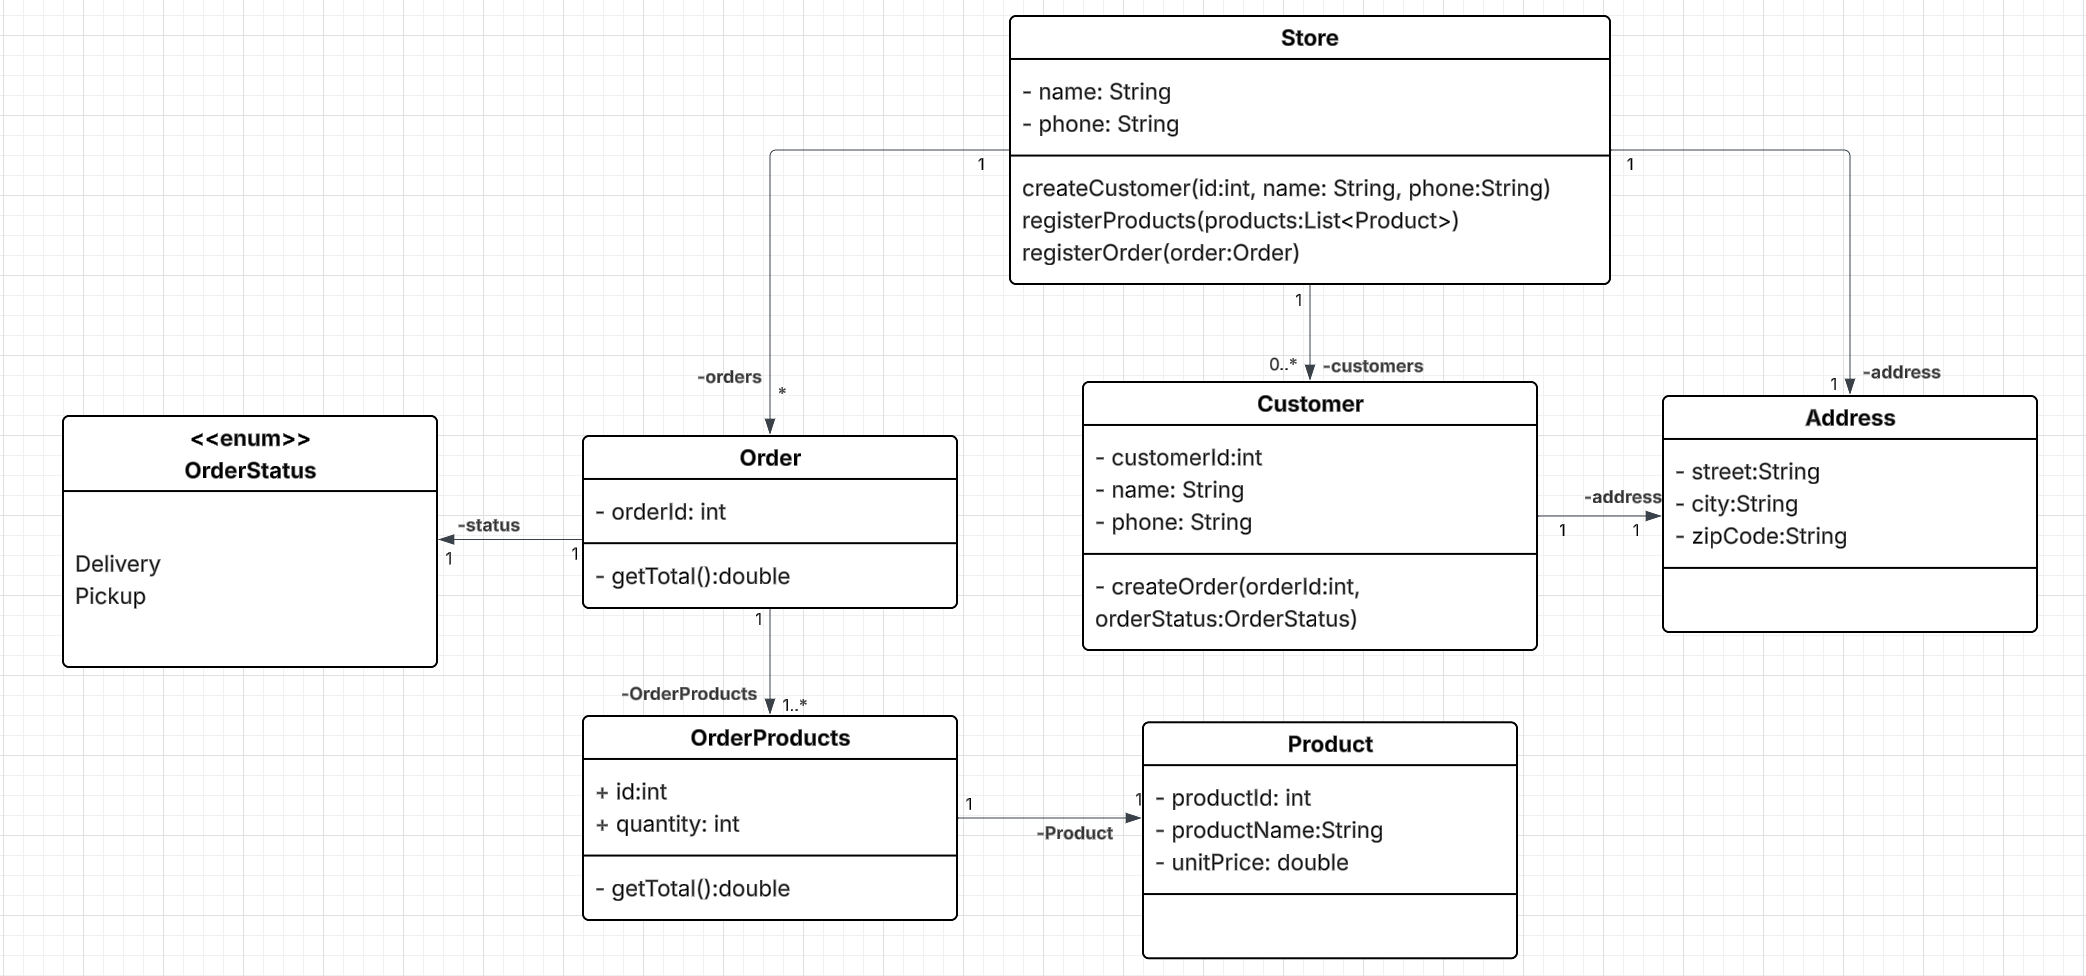 Store
- name: String
- phone: String
createCustomer(id:int, name: String, phone:String)
registerProducts(products:List<Product>)
registerOrder(order:Order)
1
1
1
-orders
*
0..*
-customers
1
-address
<<enum>>
OrderStatus
Delivery
Pickup
-status
1
1
Order
- orderId: int
- getTotal():double
1
Customer
- customerId:int
- name: String
- phone: String
- createOrder(orderId:int,
orderStatus:OrderStatus)
-address
1
1
Address
- street:String
- city:String
- zipCode:String
-OrderProducts
1..*
OrderProducts
+ id:int
+ quantity: int
- getTotal():double
1
1
-Product
Product
- productId: int
- productName:String
- unitPrice: double